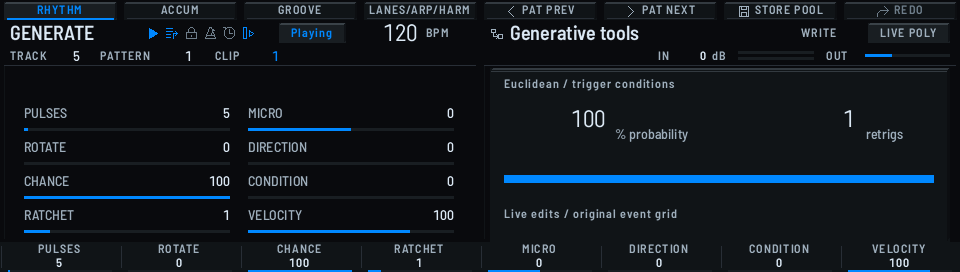 RHYTHM ACCUM GROOVE LANES/ARP/HARM PAT PREV PAT NEXT STORE POOL REDO
GENERATE Playing 120 BPM Generative tools WRITE LIVE POLY
TRACK 5 PATTERN 1 CLIP 1 IN 0 dB OUT
Euclidean / trigger conditions
PULSES 5 MICRO 0
100 % probability 1 retrigs
ROTATE 0 DIRECTION 0
CHANCE 100 CONDITION 0
RATCHET 1 VELOCITY 100
Live edits / original event grid
PULSES ROTATE CHANCE RATCHET MICRO DIRECTION CONDITION VELOCITY
5 0 100 1 0 0 0 100